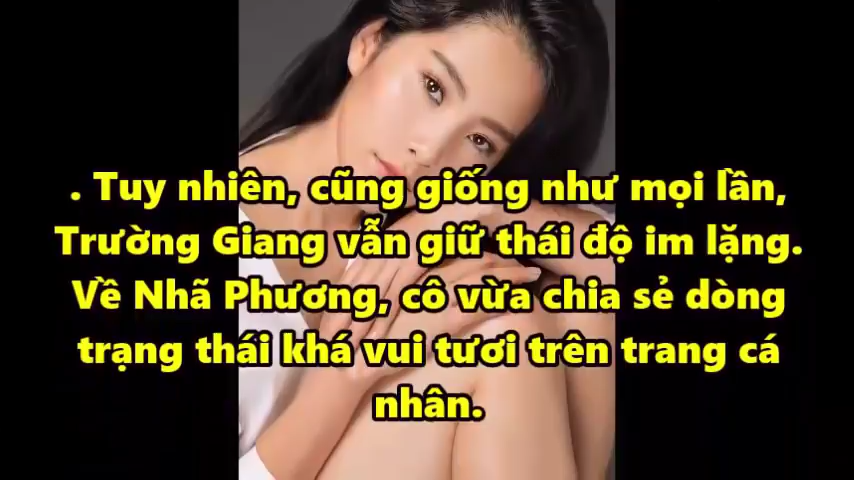 . Tuy nhiên, cũng giống như mọi lần,
Trường Giang vẫn giữ thái độ im lặng.
Về Nhã Phương, cô vừa chia sẻ dòng
trạng thái khá vui tươi trên trang cá
nhân.